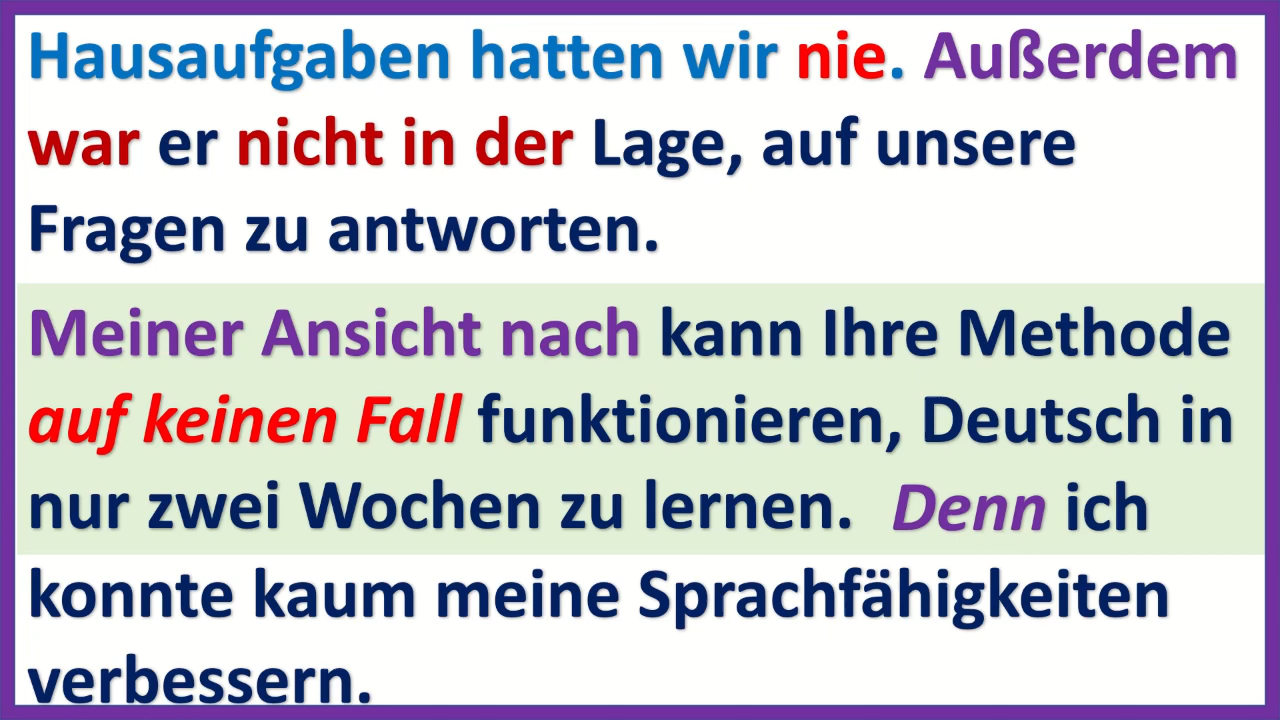 Hausaufgaben hatten wir nie. Außerdem
war er nicht in der Lage, auf unsere
Fragen zu antworten.
Meiner Ansicht nach kann Ihre Methode
auf keinen Fall funktionieren, Deutsch in
nur zwei Wochen zu lernen. Denn ich
konnte kaum meine Sprachfähigkeiten
verbessern.